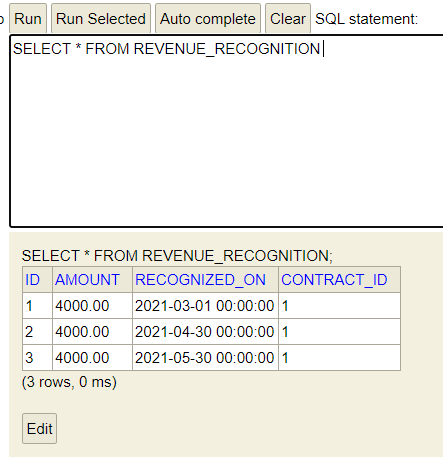 Run Run Selected Auto complete Clear SQL statement:
SELECT * FROM REVENUE_RECOGNITION
SELECT * FROM REVENUE_RECOGNITION;
ID AMOUNT RECOGNIZED_ON CONTRACT_ID
1 4000.00 2021-03-01 00:00:00 1
2 4000.00 2021-04-30 00:00:00 1
3 4000.00 2021-05-30 00:00:00 1
(3 rows, 0 ms)
Edit